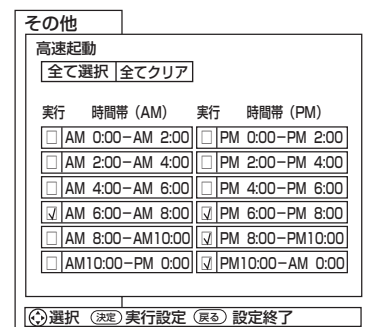 その他
高速起動
全て選択 全てクリア
実行 時間帯（AM） 実行 時間帯（PM）
□ AM 0:00－AM 2:00 □ PM 0:00－PM 2:00
□ AM 2:00－AM 4:00 □ PM 2:00－PM 4:00
□ AM 4:00－AM 6:00 □ PM 4:00－PM 6:00
☑ AM 6:00－AM 8:00 ☑ PM 6:00－PM 8:00
□ AM 8:00－AM10:00 ☑ PM 8:00－PM10:00
□ AM10:00－PM 0:00 ☑ PM10:00－AM 0:00
選択 決定 実行設定 戻る 設定終了